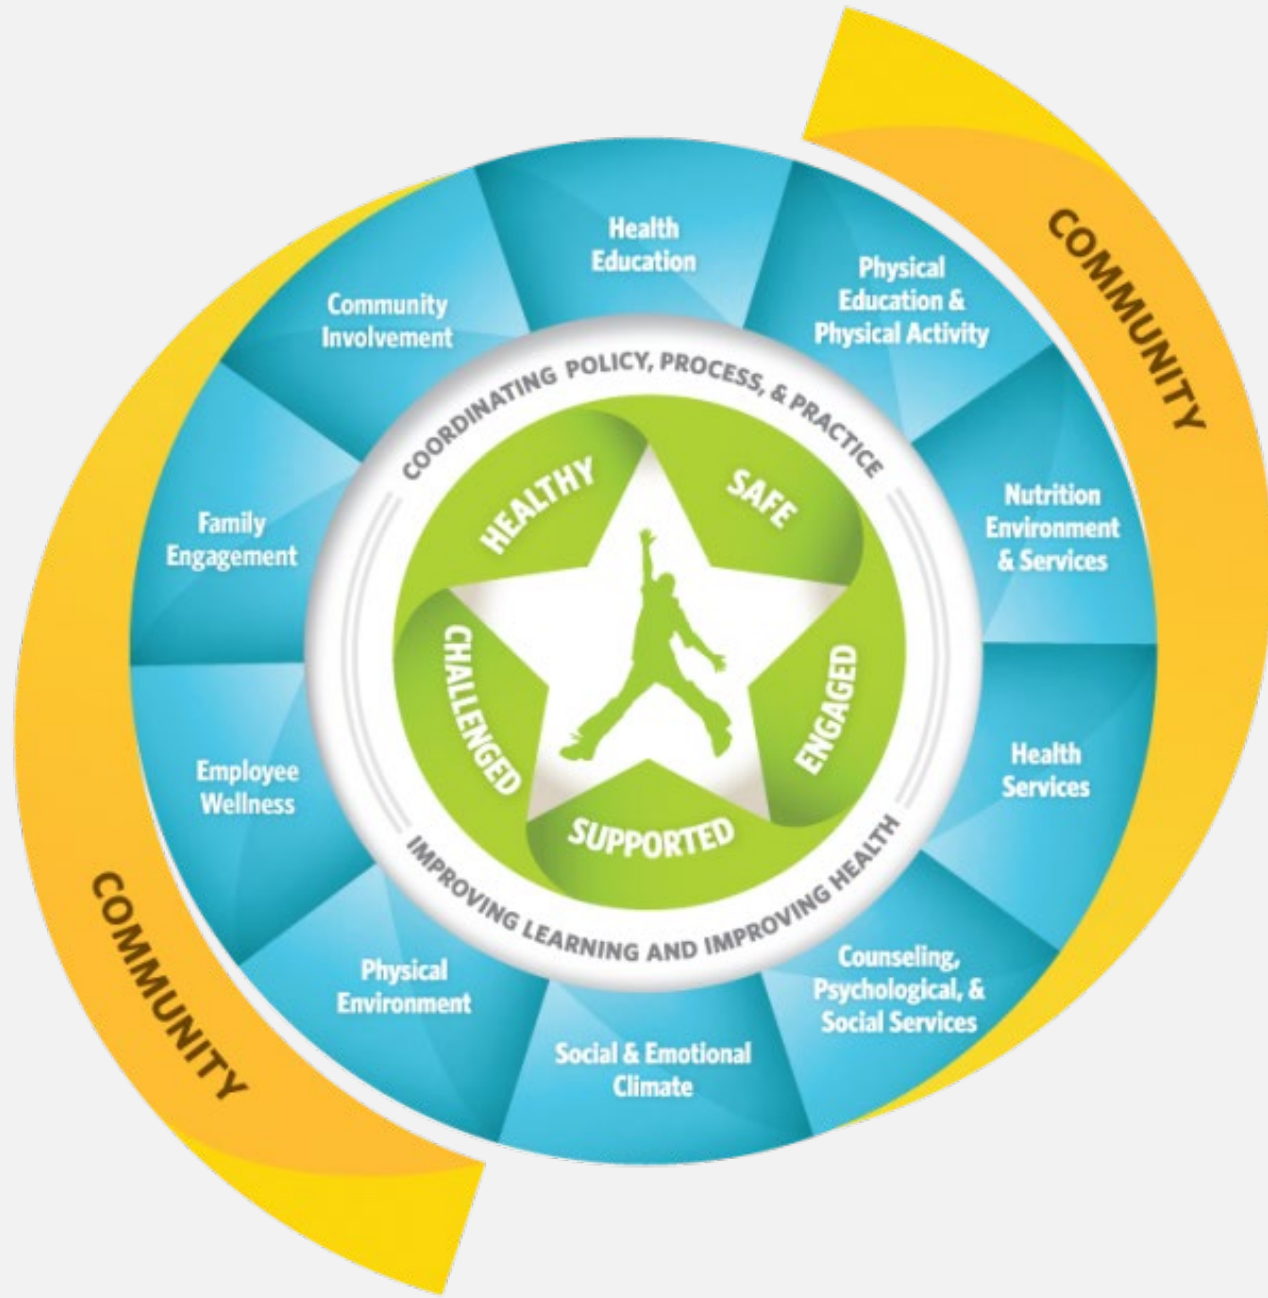 COMMUNITY
Health
Education
Physical
Education &
Physical Activity
Nutrition
Environment
& Services
Health
Services
Counseling,
Psychological, &
Social Services
Social & Emotional
Climate
Physical
Environment
Employee
Wellness
Family
Engagement
Community
Involvement
COORDINATING POLICY, PROCESS, & PRACTICE
IMPROVING LEARNING AND IMPROVING HEALTH
HEALTHY
SAFE
ENGAGED
SUPPORTED
CHALLENGED
COMMUNITY